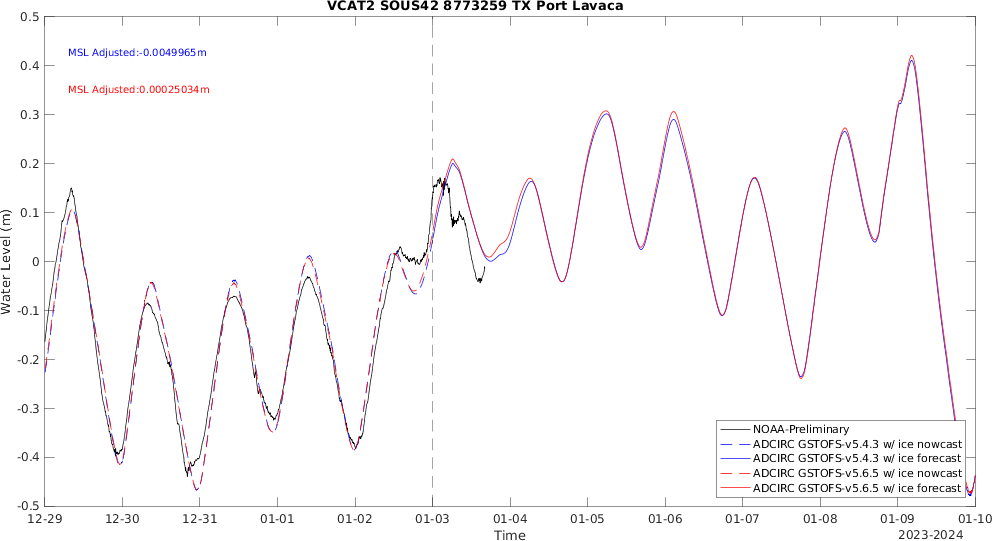 VCAT2 SOUS42 8773259 TX Port Lavaca
MSL Adjusted:-0.0049965m
MSL Adjusted:0.00025034m
Water Level (m)
0.5
0.4
0.3
0.2
0.1
0
-0.1
-0.2
-0.3
-0.4
-0.5
NOAA-Preliminary
ADCIRC GSTOFS-v5.4.3 w/ ice nowcast
ADCIRC GSTOFS-v5.4.3 w/ ice forecast
ADCIRC GSTOFS-v5.6.5 w/ ice nowcast
ADCIRC GSTOFS-v5.6.5 w/ ice forecast
12-29 12-30 12-31 01-01 01-02 01-03 01-04 01-05 01-06 01-07 01-08 01-09 01-10
Time
2023-2024